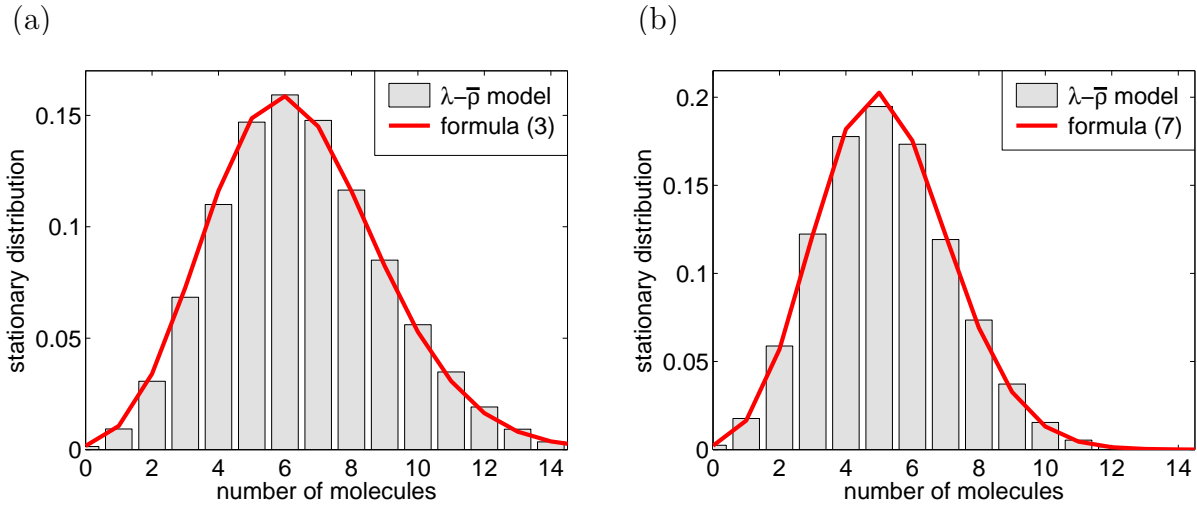 (a)
stationary distribution
0.15
0.1
0.05
0
0 2 4 6 8 10 12 14
number of molecules
λ−ρ̅ model
formula (3)
(b)
stationary distribution
0.2
0.15
0.1
0.05
0
0 2 4 6 8 10 12 14
number of molecules
λ−ρ̅ model
formula (7)